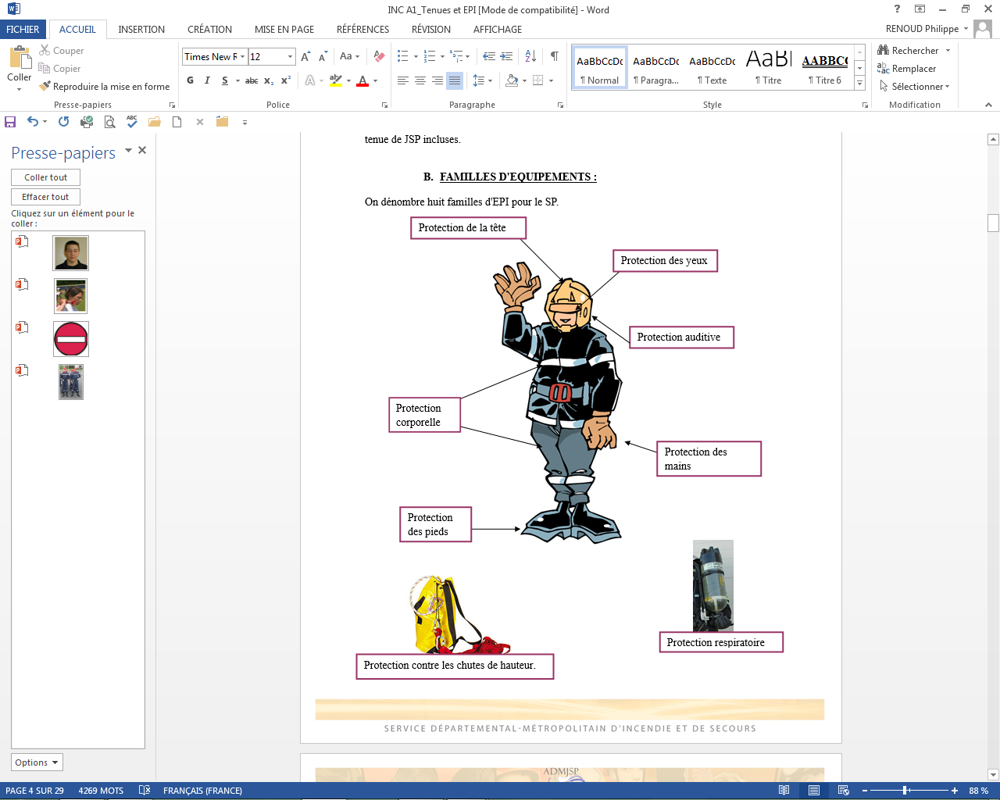 INC A1_Tenues et EPI [Mode de compatibilité] - Word
FICHIER
ACCUEIL
INSERTION
CRÉATION
MISE EN PAGE
RÉFÉRENCES
RÉVISION
AFFICHAGE
RENOUD Philippe
Coller
Couper
Copier
Reproduire la mise en forme
Presse-papiers
Times New R
12
G I S abc x₂ x²
Police
Paragraphe
AaBbCcDc
¶ Normal
AaBbCcDc
¶ Paragra...
AaBbCcDc
¶ Texte
AaBl
¶ Titre
AABBC
¶ Titre 6
Style
Rechercher
Remplacer
Sélectionner
Modification
Presse-papiers
Coller tout
Effacer tout
Cliquez sur un élément pour le
coller :
Options
tenue de JSP incluses.
B. FAMILLES D'EQUIPEMENTS :
On dénombre huit familles d'EPI pour le SP.
Protection de la tête
Protection des yeux
Protection auditive
Protection
corporelle
Protection des
mains
Protection
des pieds
Protection respiratoire
Protection contre les chutes de hauteur.
SERVICE DÉPARTEMENTAL-MÉTROPOLITAIN D'INCENDIE ET DE SECOURS
ADMJSP
PAGE 4 SUR 29
4269 MOTS
FRANÇAIS (FRANCE)
88 %